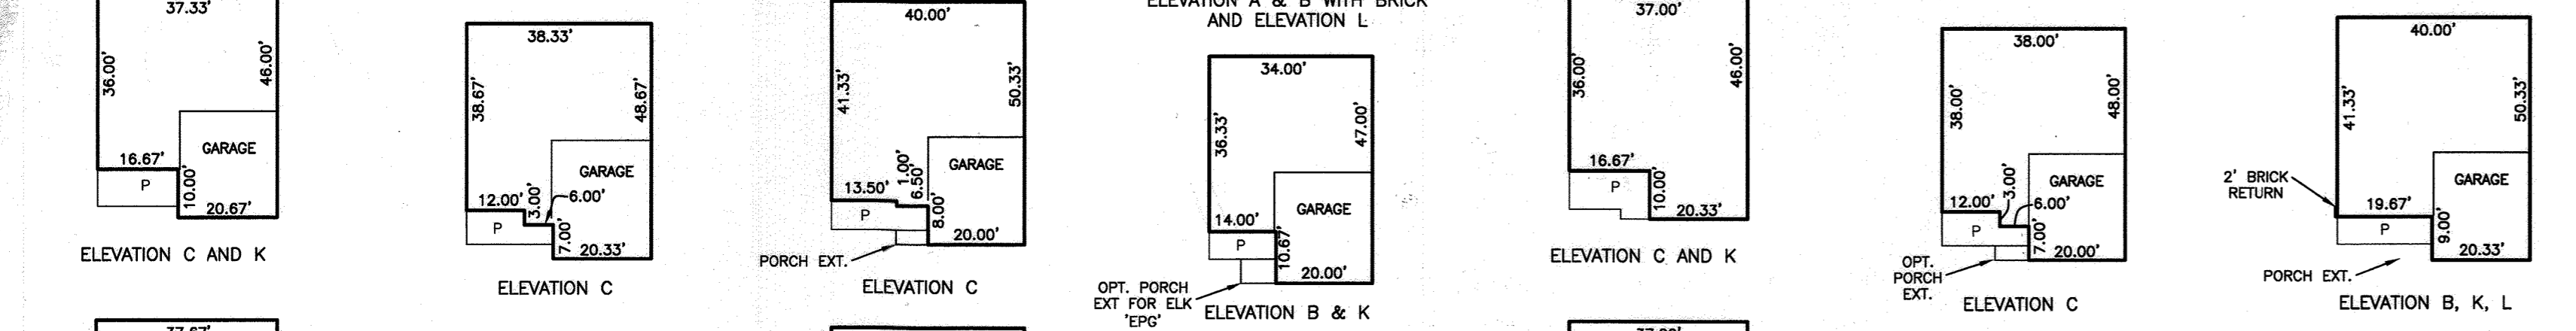 37.33'
36.00'
46.00'
GARAGE
16.67'
P
10.00'
20.67'
ELEVATION C AND K
38.33'
38.67'
48.67'
GARAGE
12.00'
3.00'
6.00'
P
7.00'
20.33'
ELEVATION C
40.00'
41.33'
50.33'
GARAGE
13.50'
1.00'
6.50'
P
8.00'
20.00'
PORCH EXT.
ELEVATION C
ELEVATION A & B WITH BRICK
AND ELEVATION L
34.00'
36.33'
47.00'
GARAGE
14.00'
P
10.67'
20.00'
OPT. PORCH
EXT FOR ELK
'EPG'
ELEVATION B & K
37.00'
36.00'
46.00'
16.67'
P
10.00'
20.33'
ELEVATION C AND K
38.00'
38.00'
48.00'
GARAGE
12.00'
3.00'
6.00'
P
7.00'
20.00'
OPT.
PORCH
EXT.
ELEVATION C
40.00'
41.33'
50.33'
2' BRICK
RETURN
GARAGE
19.67'
P
9.00'
20.33'
PORCH EXT.
ELEVATION B, K, L
37.67'